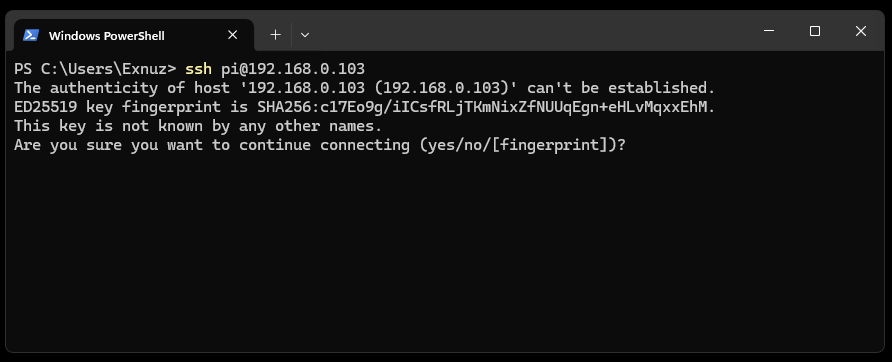 Windows PowerShell
PS C:\Users\Exnuz> ssh pi@192.168.0.103
The authenticity of host '192.168.0.103 (192.168.0.103)' can't be established.
ED25519 key fingerprint is SHA256:c17Eo9g/iICsfRLjTKmNixZfNUUqEgn+eHLvMqxxEhM.
This key is not known by any other names.
Are you sure you want to continue connecting (yes/no/[fingerprint])?